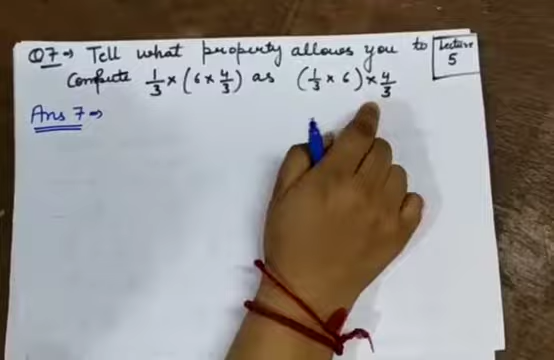 Q7⇒ Tell what property allows you to
Compute 1/3 × (6 × 4/3) as (1/3 × 6) × 4/3
Lecture
5
Ans 7⇒